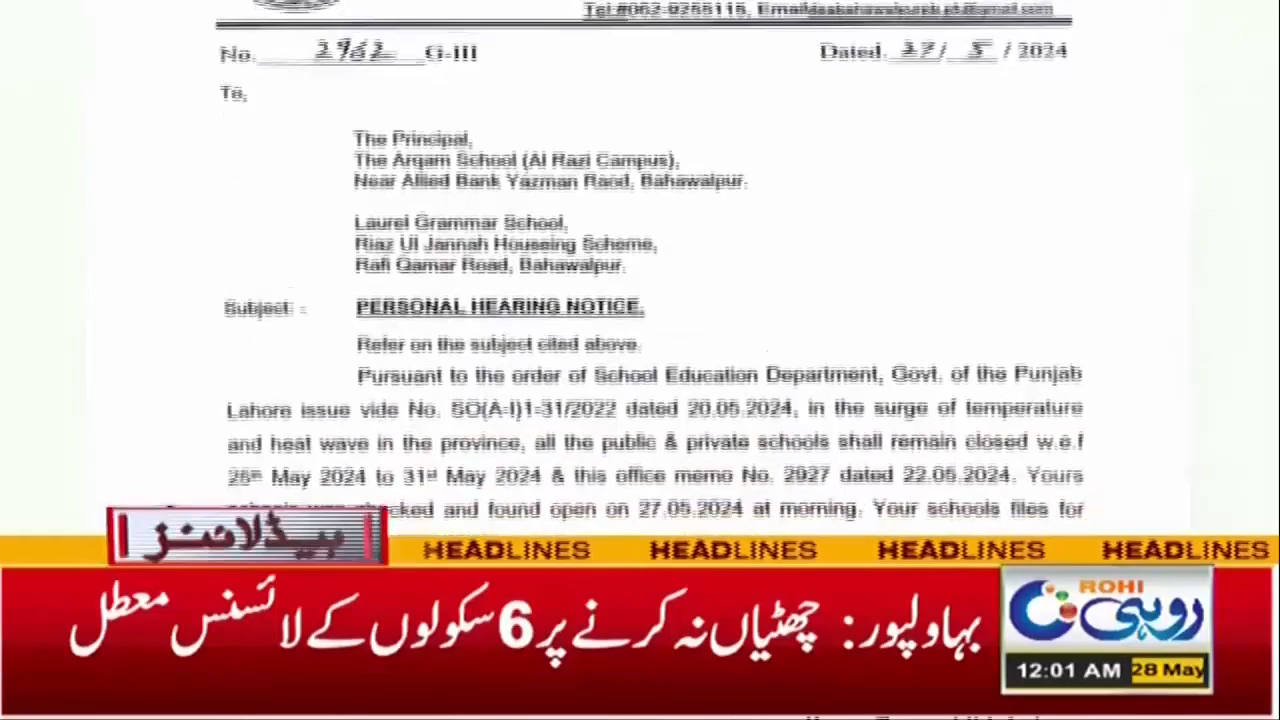 Tel.#062-9255115, Email
No. 2962 G-III
Dated. 27/ 5 / 2024
To,
The Principal,
The Arqam School (Al Razi Campus),
Near Allied Bank Yazman Raod, Bahawalpur.
Laurel Grammar School,
Riaz Ul Jannah Houseing Scheme,
Rafi Qamar Road, Bahawalpur.
Subject : PERSONAL HEARING NOTICE.
Refer on the subject cited above.
Pursuant to the order of School Education Department, Govt. of the Punjab
Lahore issue vide No. SO(A-I)1-31/2022 dated 20.05.2024, in the surge of temperature
and heat wave in the province, all the public & private schools shall remain closed w.e.f
25th May 2024 to 31st May 2024 & this office memo No. 2927 dated 22.05.2024. Yours
and found open on 27.05.2024 at morning. Your schools files for
ہیڈلائنز
HEADLINES HEADLINES HEADLINES HEADLINES
بہاولپور: چھٹیاں نہ کرنے پر 6 سکولوں کے لائسنس معطل
ROHI
روہی
12:01 AM 28 May